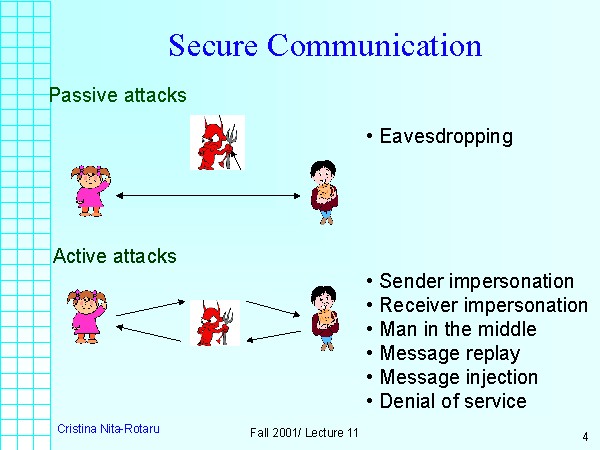 Secure Communication
Passive attacks
• Eavesdropping
Active attacks
• Sender impersonation
• Receiver impersonation
• Man in the middle
• Message replay
• Message injection
• Denial of service
Cristina Nita-Rotaru
Fall 2001/ Lecture 11
4